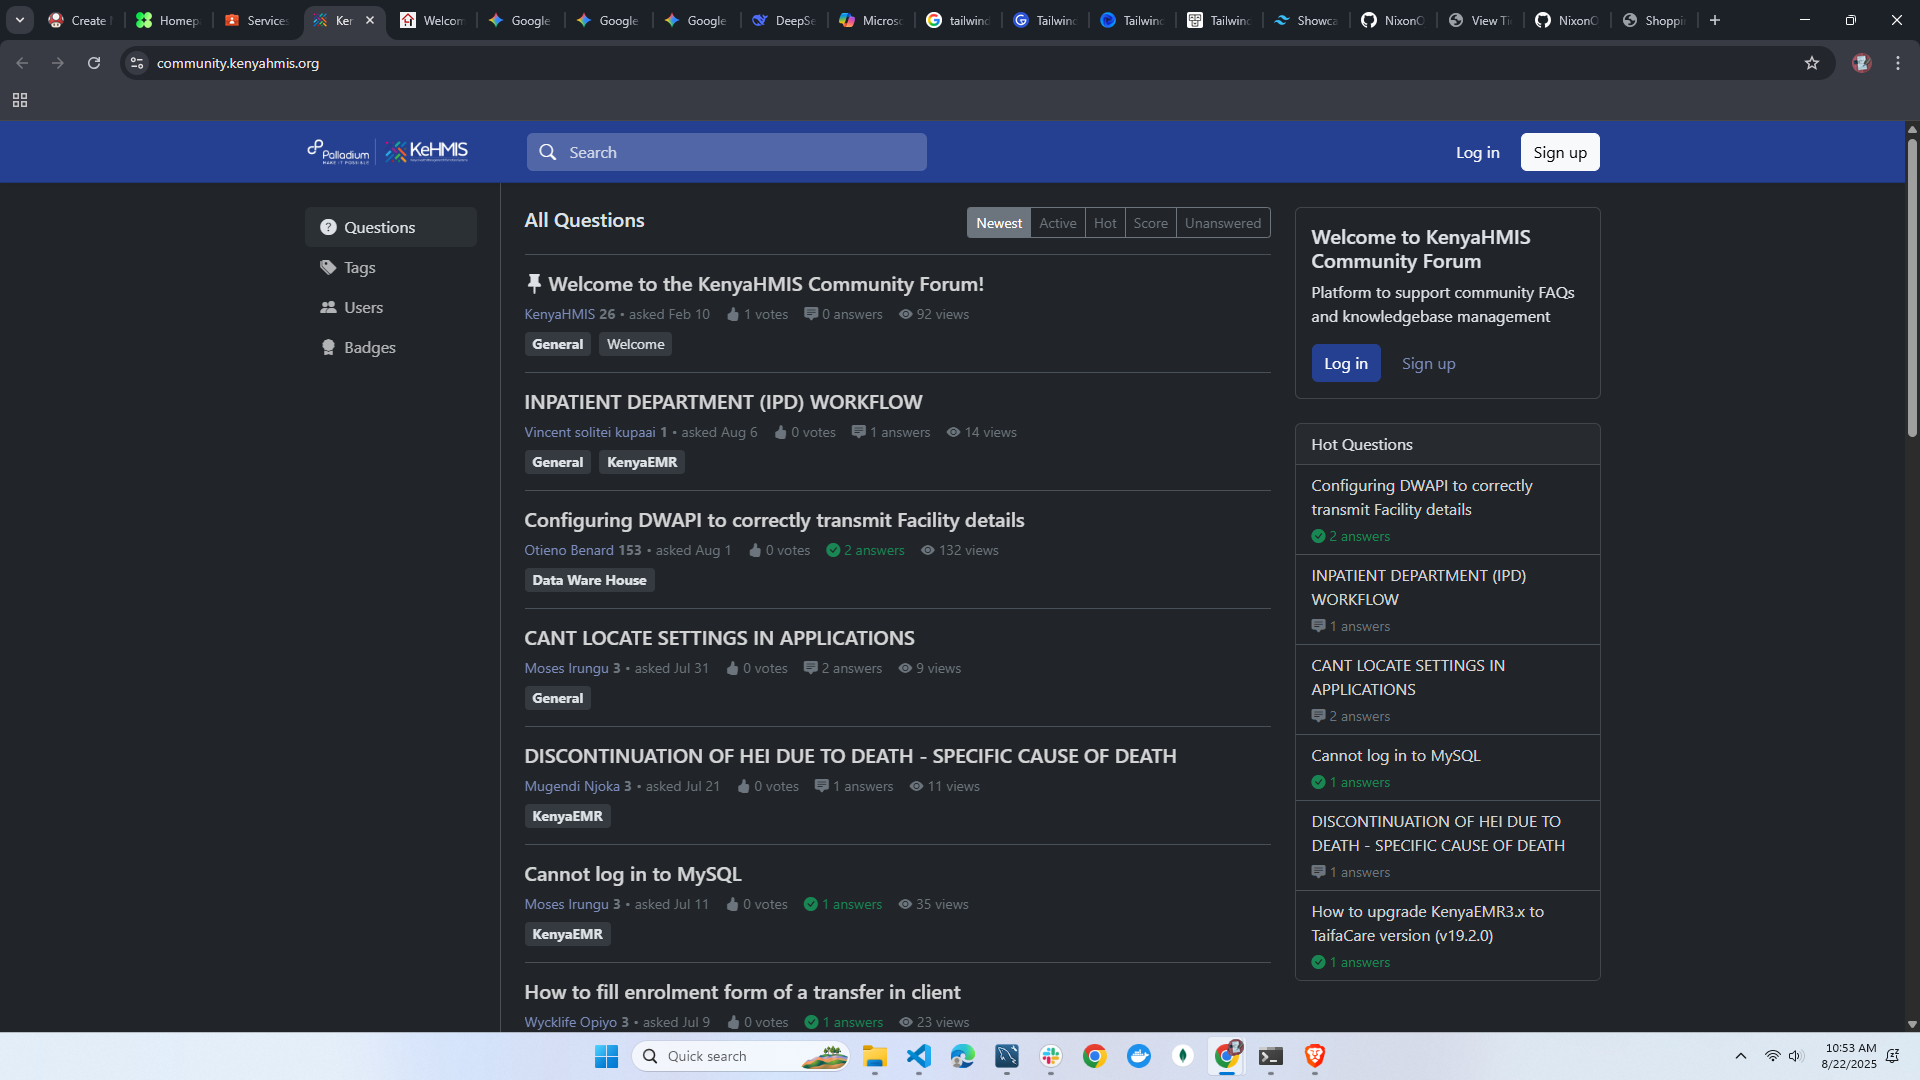 Create
Homep
Services
Ker
Welcom
Google
Google
Google
DeepSe
Microso
tailwind
Tailwind
Tailwind
Tailwind
Showca
NixonO
View Ti
NixonO
Shoppin
community.kenyahmis.org
Palladium
MAKE IT POSSIBLE
KeHMIS
Search
Log in
Sign up
Questions
Tags
Users
Badges
All Questions
Newest
Active
Hot
Score
Unanswered
Welcome to the KenyaHMIS Community Forum!
KenyaHMIS 26 • asked Feb 10 1 votes 0 answers 92 views
General Welcome
INPATIENT DEPARTMENT (IPD) WORKFLOW
Vincent solitei kupaai 1 • asked Aug 6 0 votes 1 answers 14 views
General KenyaEMR
Configuring DWAPI to correctly transmit Facility details
Otieno Benard 153 • asked Aug 1 0 votes 2 answers 132 views
Data Ware House
CANT LOCATE SETTINGS IN APPLICATIONS
Moses Irungu 3 • asked Jul 31 0 votes 2 answers 9 views
General
DISCONTINUATION OF HEI DUE TO DEATH - SPECIFIC CAUSE OF DEATH
Mugendi Njoka 3 • asked Jul 21 0 votes 1 answers 11 views
KenyaEMR
Cannot log in to MySQL
Moses Irungu 3 • asked Jul 11 0 votes 1 answers 35 views
KenyaEMR
How to fill enrolment form of a transfer in client
Wycklife Opiyo 3 • asked Jul 9 0 votes 1 answers 23 views
Welcome to KenyaHMIS
Community Forum
Platform to support community FAQs
and knowledgebase management
Log in
Sign up
Hot Questions
Configuring DWAPI to correctly
transmit Facility details
2 answers
INPATIENT DEPARTMENT (IPD)
WORKFLOW
1 answers
CANT LOCATE SETTINGS IN
APPLICATIONS
2 answers
Cannot log in to MySQL
1 answers
DISCONTINUATION OF HEI DUE TO
DEATH - SPECIFIC CAUSE OF DEATH
1 answers
How to upgrade KenyaEMR3.x to
TaifaCare version (v19.2.0)
1 answers
Quick search
10:53 AM
8/22/2025